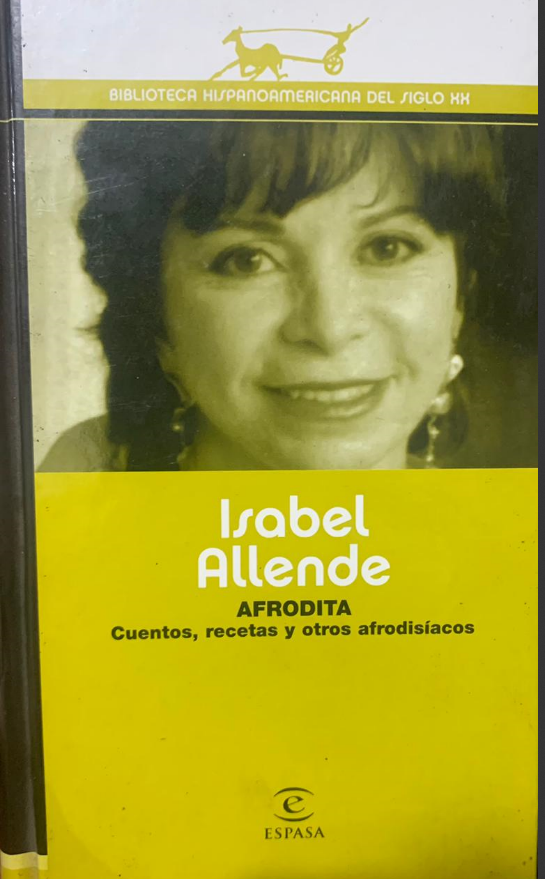 BIBLIOTECA HISPANOAMERICANA DEL SIGLO XX
Isabel
Allende
AFRODITA
Cuentos, recetas y otros afrodisíacos
e
ESPASA